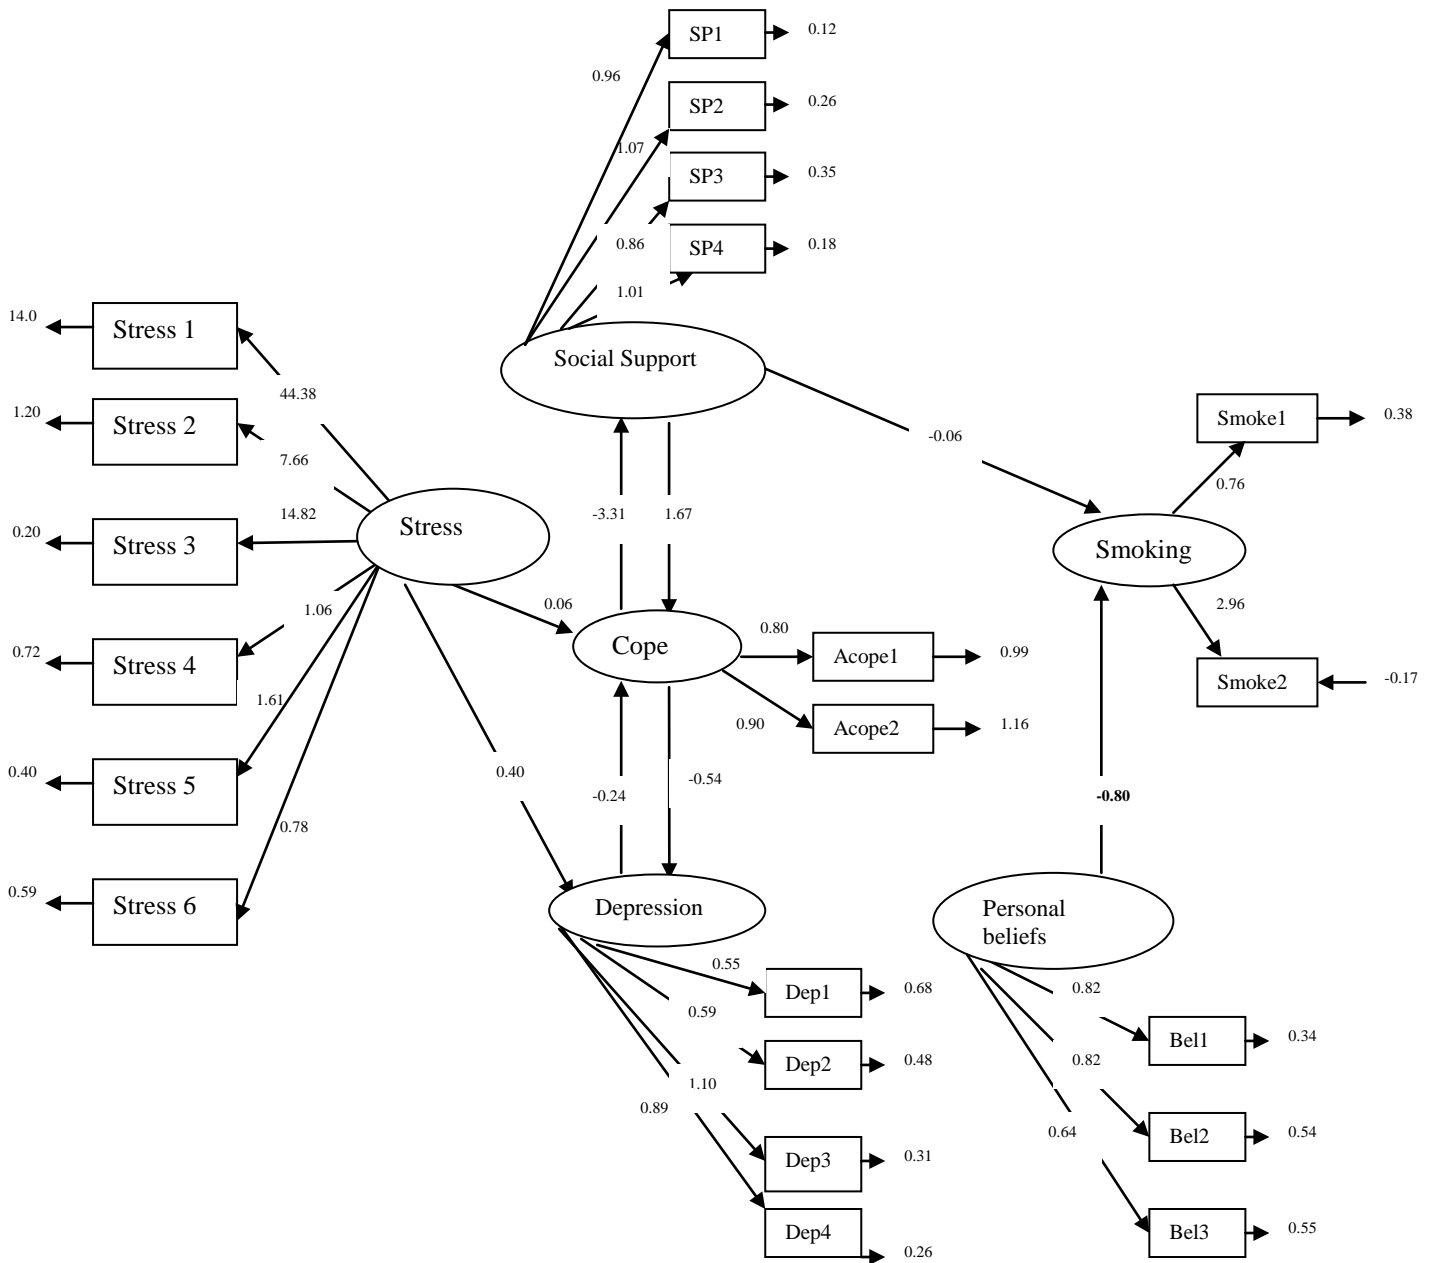 SP1
0.12
0.96
SP2
0.26
1.07
SP3
0.35
0.86
SP4
0.18
1.01
14.0
Stress 1
Social Support
44.38
Smoke1
0.38
1.20
Stress 2
-0.06
7.66
0.76
14.82
-3.31
1.67
0.20
Stress 3
Stress
Smoking
1.06
0.06
2.96
0.80
Cope
Acope1
0.99
0.72
Stress 4
Smoke2
-0.17
1.61
0.90
Acope2
1.16
0.40
Stress 5
0.40
-0.24
-0.54
-0.80
0.78
0.59
Stress 6
Depression
Personal
beliefs
0.55
Dep1
0.68
0.82
0.59
Bel1
0.34
Dep2
0.48
0.82
1.10
0.89
0.64
Bel2
0.54
Dep3
0.31
Dep4
0.26
Bel3
0.55